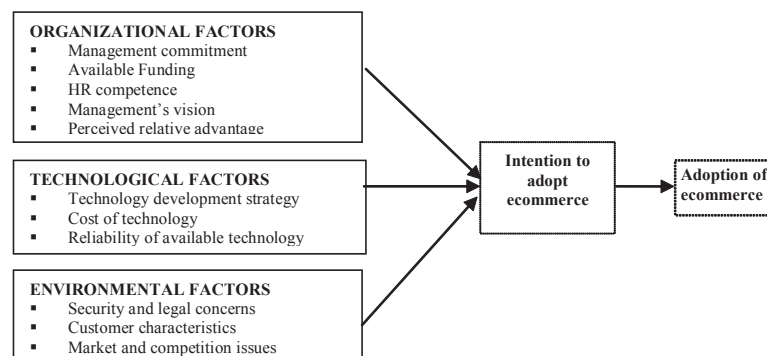 ORGANIZATIONAL FACTORS
▪ Management commitment
▪ Available Funding
▪ HR competence
▪ Management's vision
▪ Perceived relative advantage
TECHNOLOGICAL FACTORS
▪ Technology development strategy
▪ Cost of technology
▪ Reliability of available technology
ENVIRONMENTAL FACTORS
▪ Security and legal concerns
▪ Customer characteristics
▪ Market and competition issues
Intention to
adopt
ecommerce
Adoption of
ecommerce